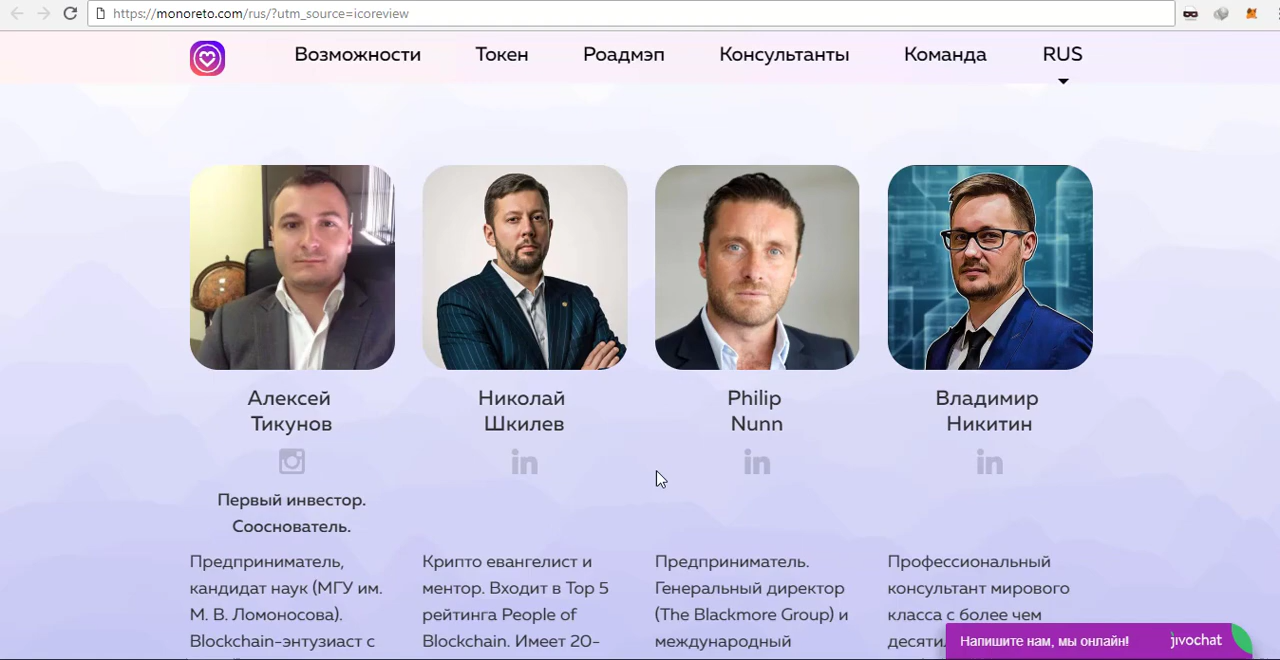 https://monoreto.com/rus/?utm_source=icoreview
Возможности Токен Роадмэп Консультанты Команда RUS
Алексей
Тикунов
Первый инвестор.
Сооснователь.
Предприниматель,
кандидат наук (МГУ им.
М. В. Ломоносова).
Blockchain-энтузиаст с
Николай
Шкилев
in
Крипто евангелист и
ментор. Входит в Top 5
рейтинга People of
Blockchain. Имеет 20-
Philip
Nunn
in
Предприниматель.
Генеральный директор
(The Blackmore Group) и
международный
Владимир
Никитин
in
Профессиональный
консультант мирового
класса с более чем
Напишите нам, мы онлайн! jivochat